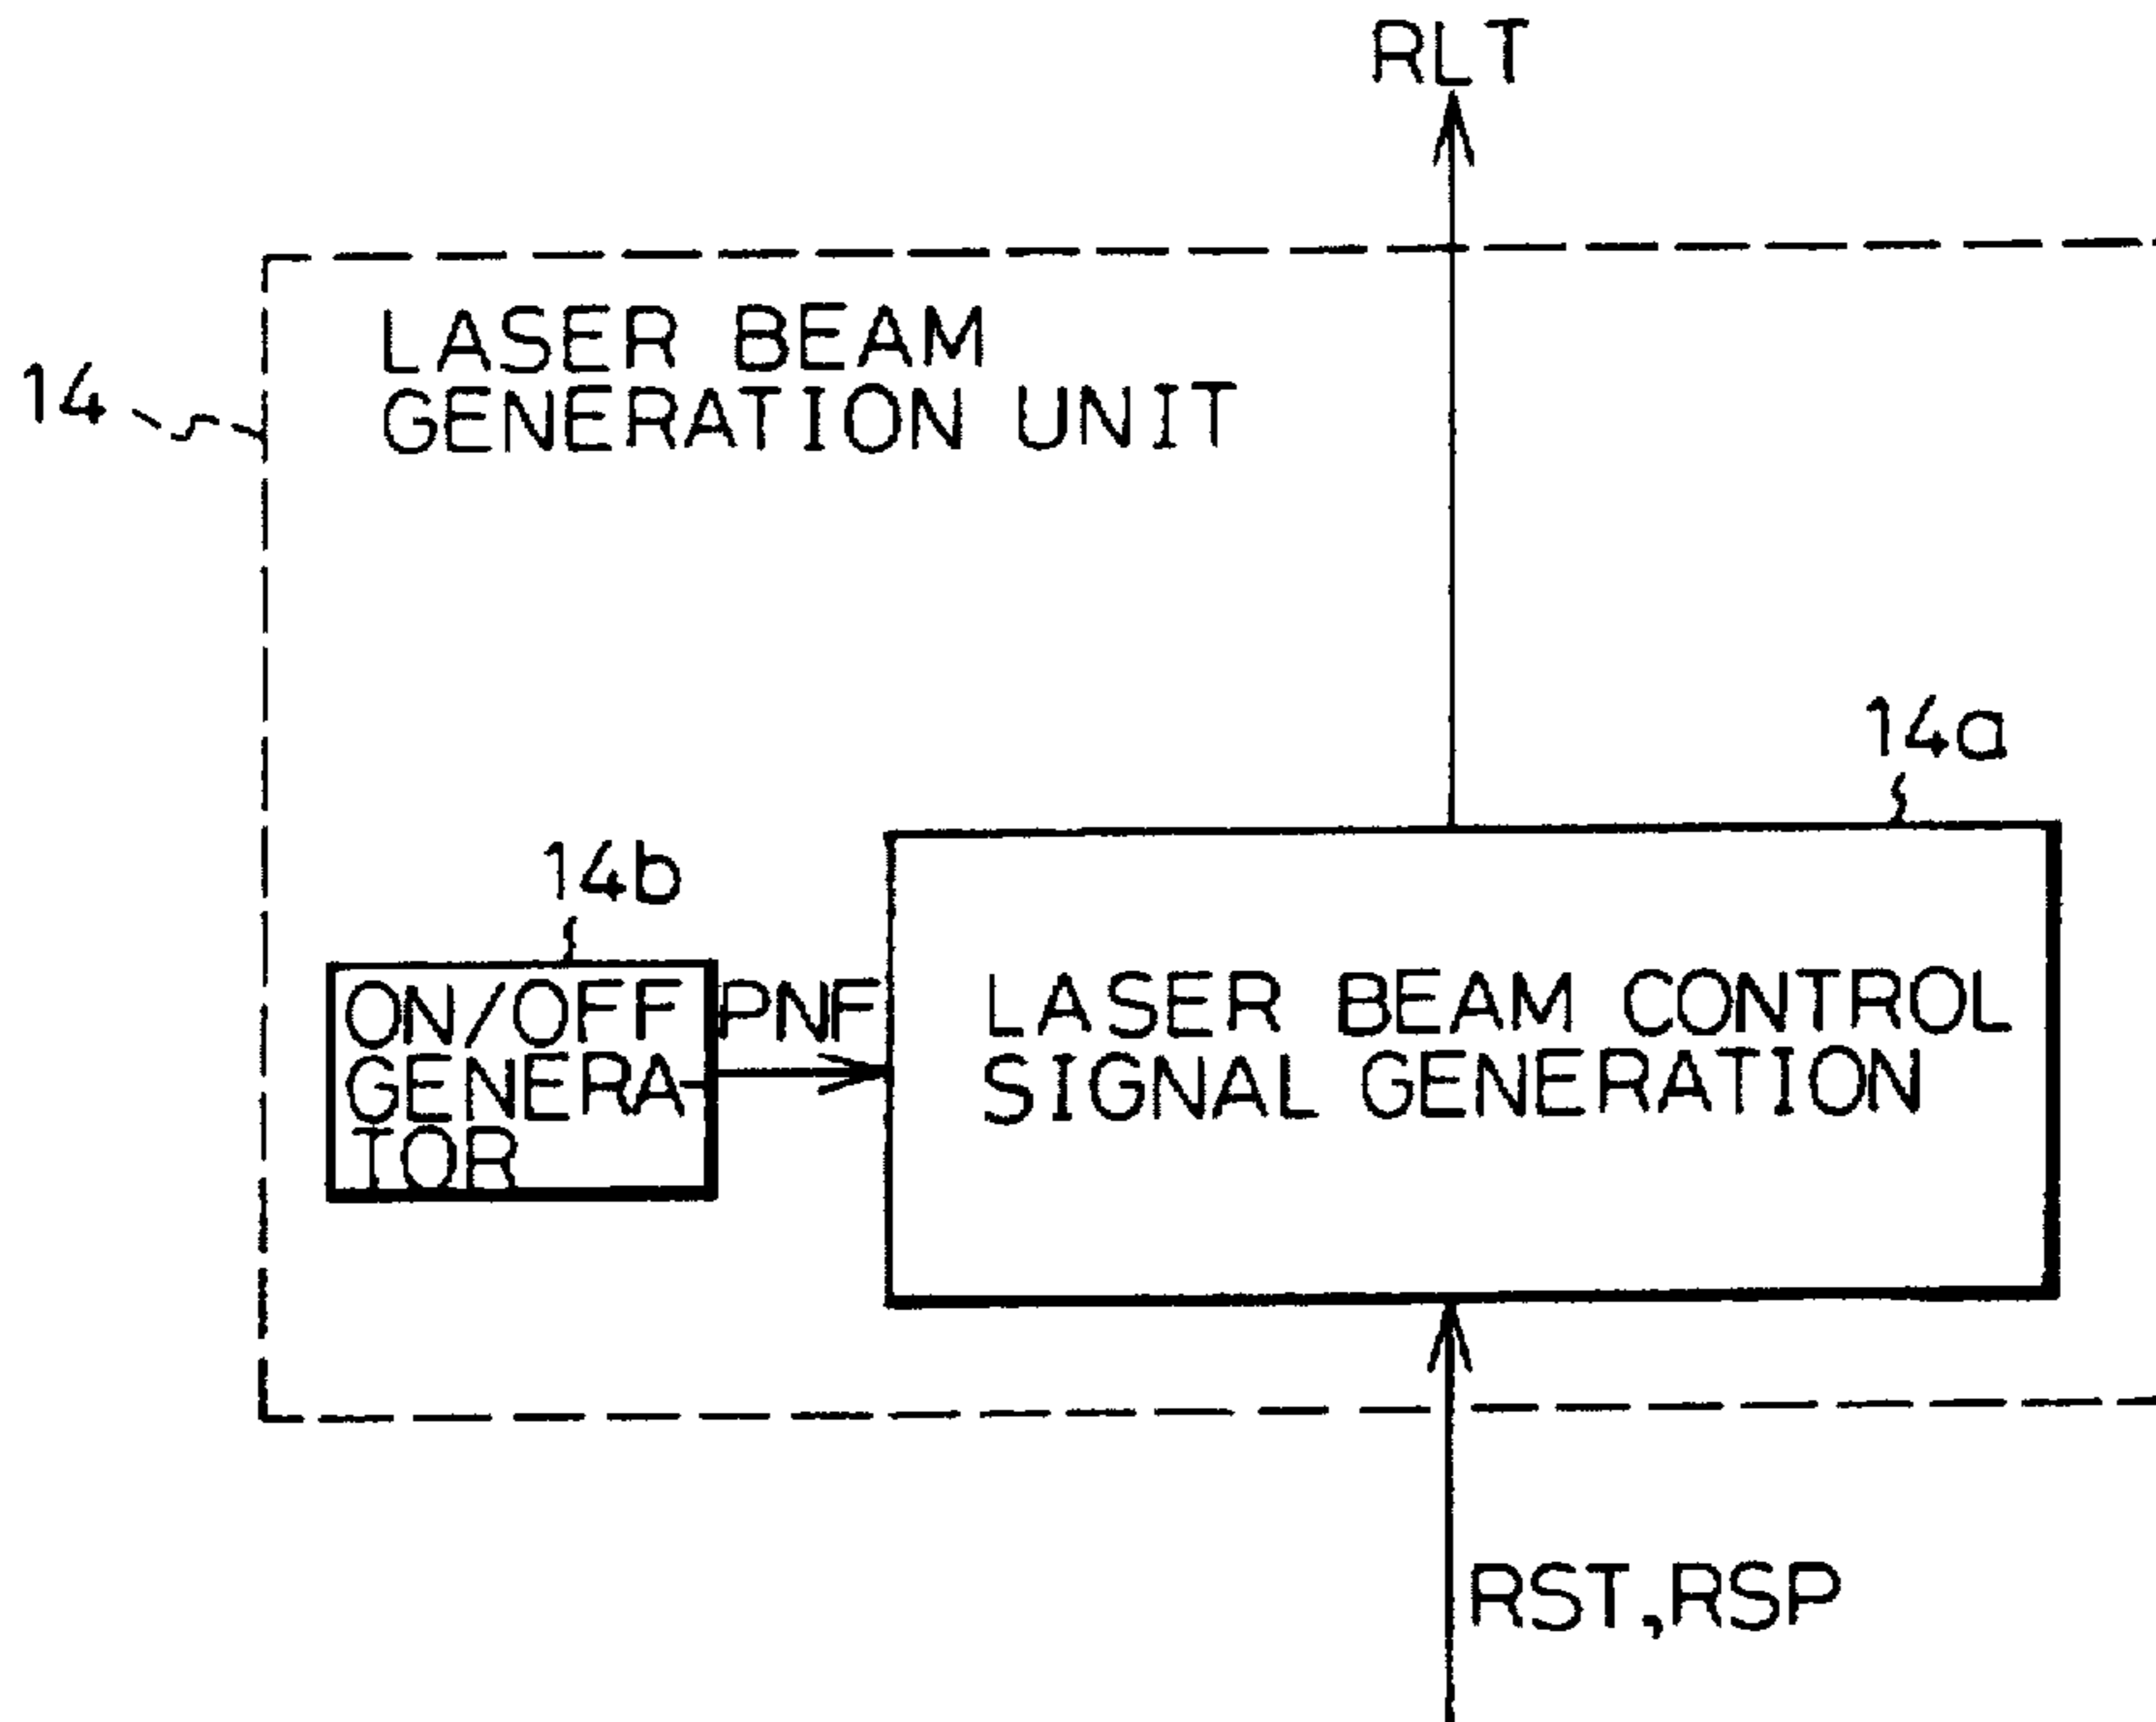 RLT
LASER BEAM
GENERATION UNIT
14
14a
14b
ON/OFF
GENERA-
TOR
PNF
LASER BEAM CONTROL
SIGNAL GENERATION
RST,RSP